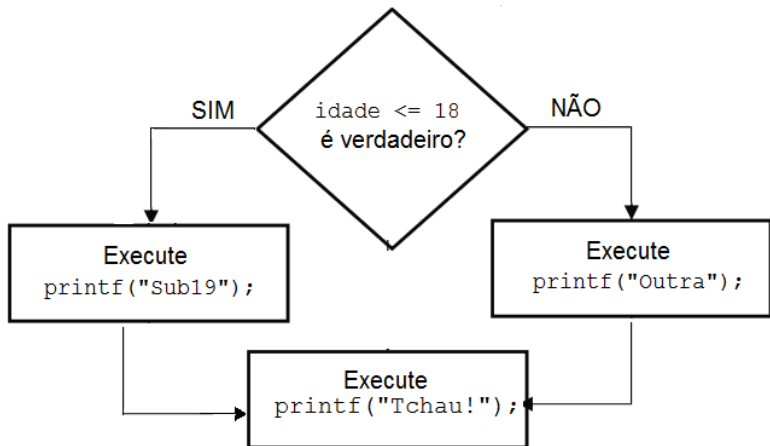 idade <= 18
é verdadeiro?
SIM
NÃO
Execute
printf("Sub19");
Execute
printf("Outra");
Execute
printf("Tchau!");